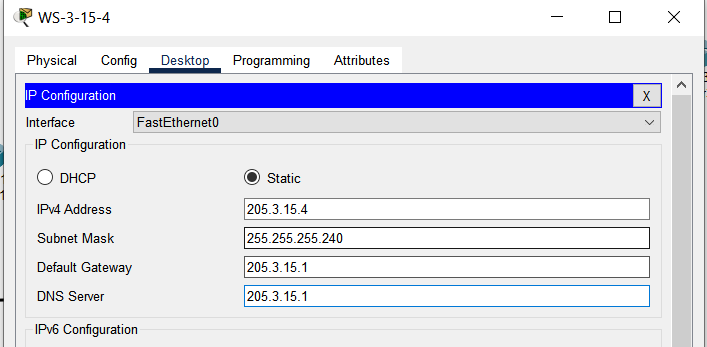 WS-3-15-4
Physical Config Desktop Programming Attributes
IP Configuration X
Interface FastEthernet0
IP Configuration
DHCP Static
IPv4 Address 205.3.15.4
Subnet Mask 255.255.255.240
Default Gateway 205.3.15.1
DNS Server 205.3.15.1
IPv6 Configuration